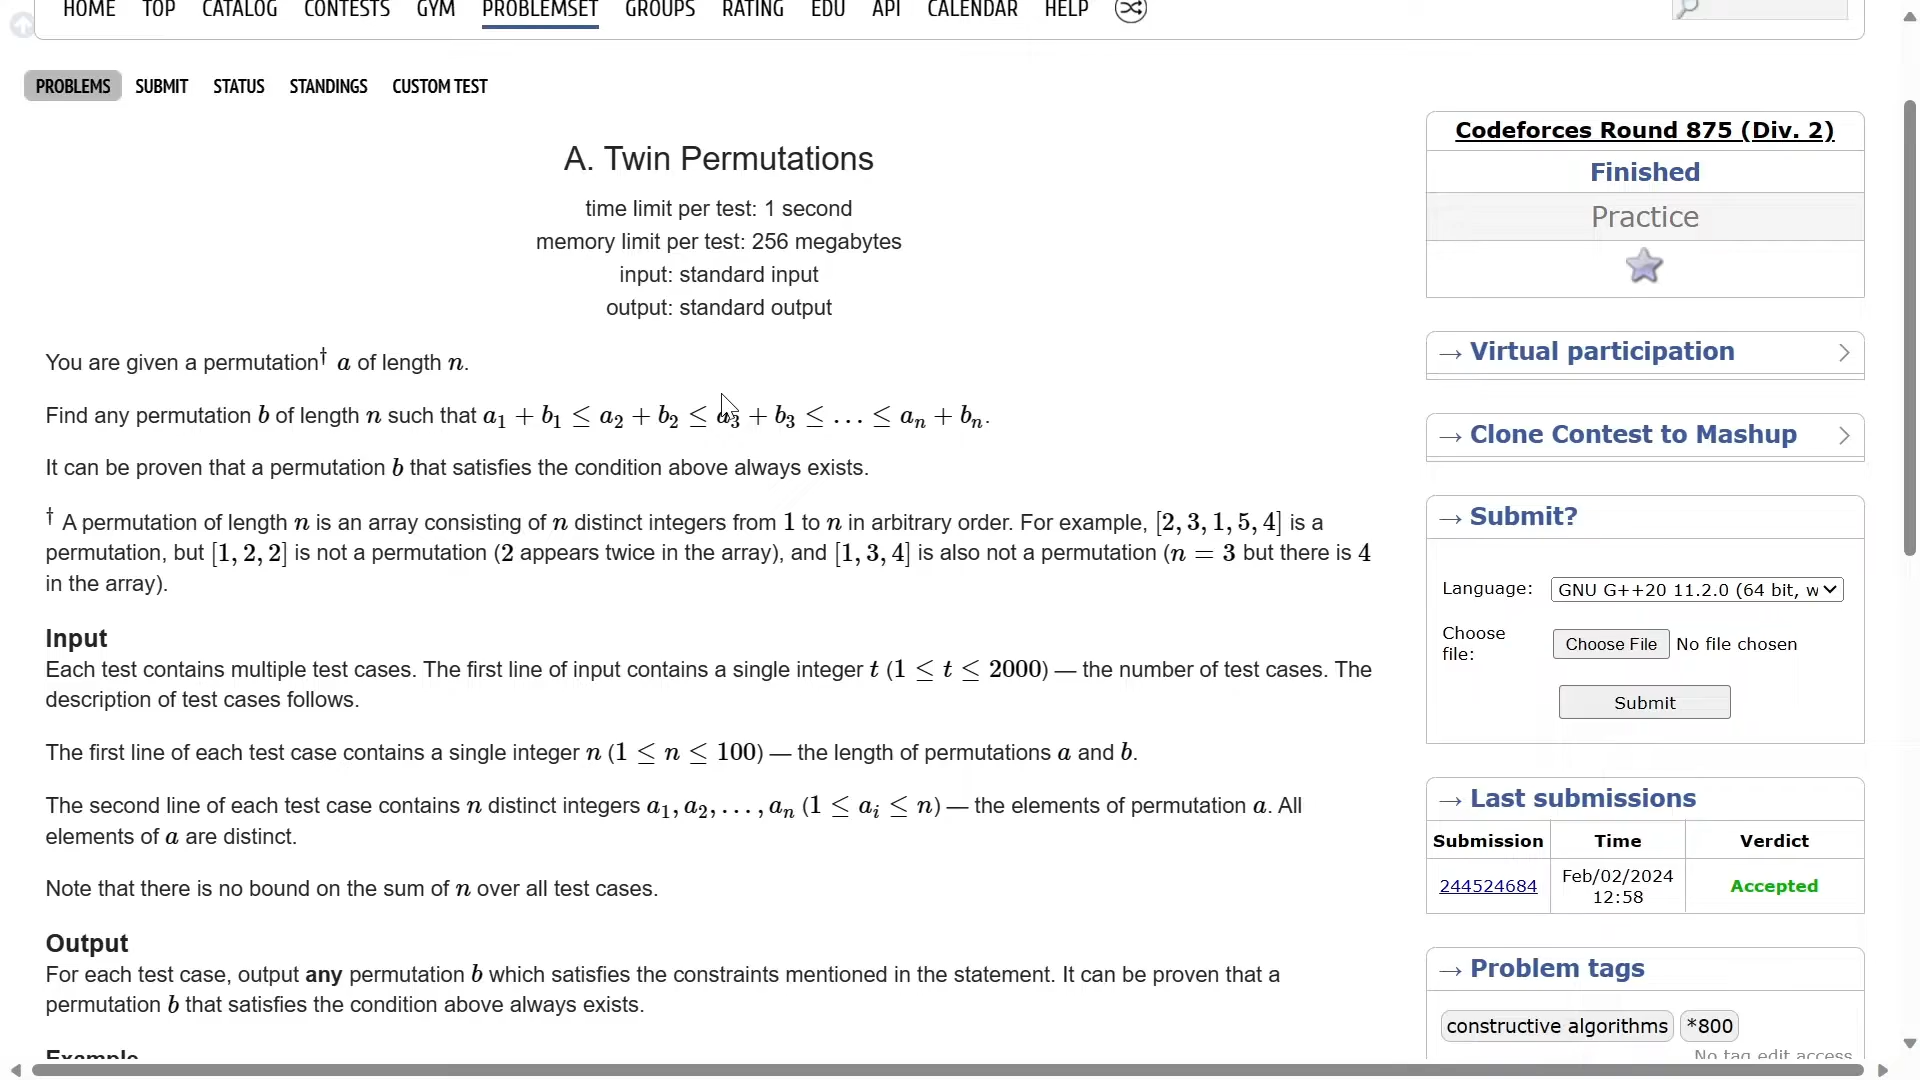 HOME TOP CATALOG CONTESTS GYM PROBLEMSET GROUPS RATING EDU API CALENDAR HELP
PROBLEMS SUBMIT STATUS STANDINGS CUSTOM TEST
A. Twin Permutations
time limit per test: 1 second
memory limit per test: 256 megabytes
input: standard input
output: standard output
You are given a permutation† a of length n.
Find any permutation b of length n such that a₁ + b₁ ≤ a₂ + b₂ ≤ a₃ + b₃ ≤ … ≤ aₙ + bₙ.
It can be proven that a permutation b that satisfies the condition above always exists.
† A permutation of length n is an array consisting of n distinct integers from 1 to n in arbitrary order. For example, [2, 3, 1, 5, 4] is a
permutation, but [1, 2, 2] is not a permutation (2 appears twice in the array), and [1, 3, 4] is also not a permutation (n = 3 but there is 4
in the array).
Input
Each test contains multiple test cases. The first line of input contains a single integer t (1 ≤ t ≤ 2000) — the number of test cases. The
description of test cases follows.
The first line of each test case contains a single integer n (1 ≤ n ≤ 100) — the length of permutations a and b.
The second line of each test case contains n distinct integers a₁, a₂, …, aₙ (1 ≤ aᵢ ≤ n) — the elements of permutation a. All
elements of a are distinct.
Note that there is no bound on the sum of n over all test cases.
Output
For each test case, output any permutation b which satisfies the constraints mentioned in the statement. It can be proven that a
permutation b that satisfies the condition above always exists.
Example
Codeforces Round 875 (Div. 2)
Finished
Practice
→ Virtual participation
→ Clone Contest to Mashup
→ Submit?
Language: GNU G++20 11.2.0 (64 bit, w
Choose
file: Choose File No file chosen
Submit
→ Last submissions
Submission Time Verdict
244524684 Feb/02/2024
12:58 Accepted
→ Problem tags
constructive algorithms *800
No tag edit access